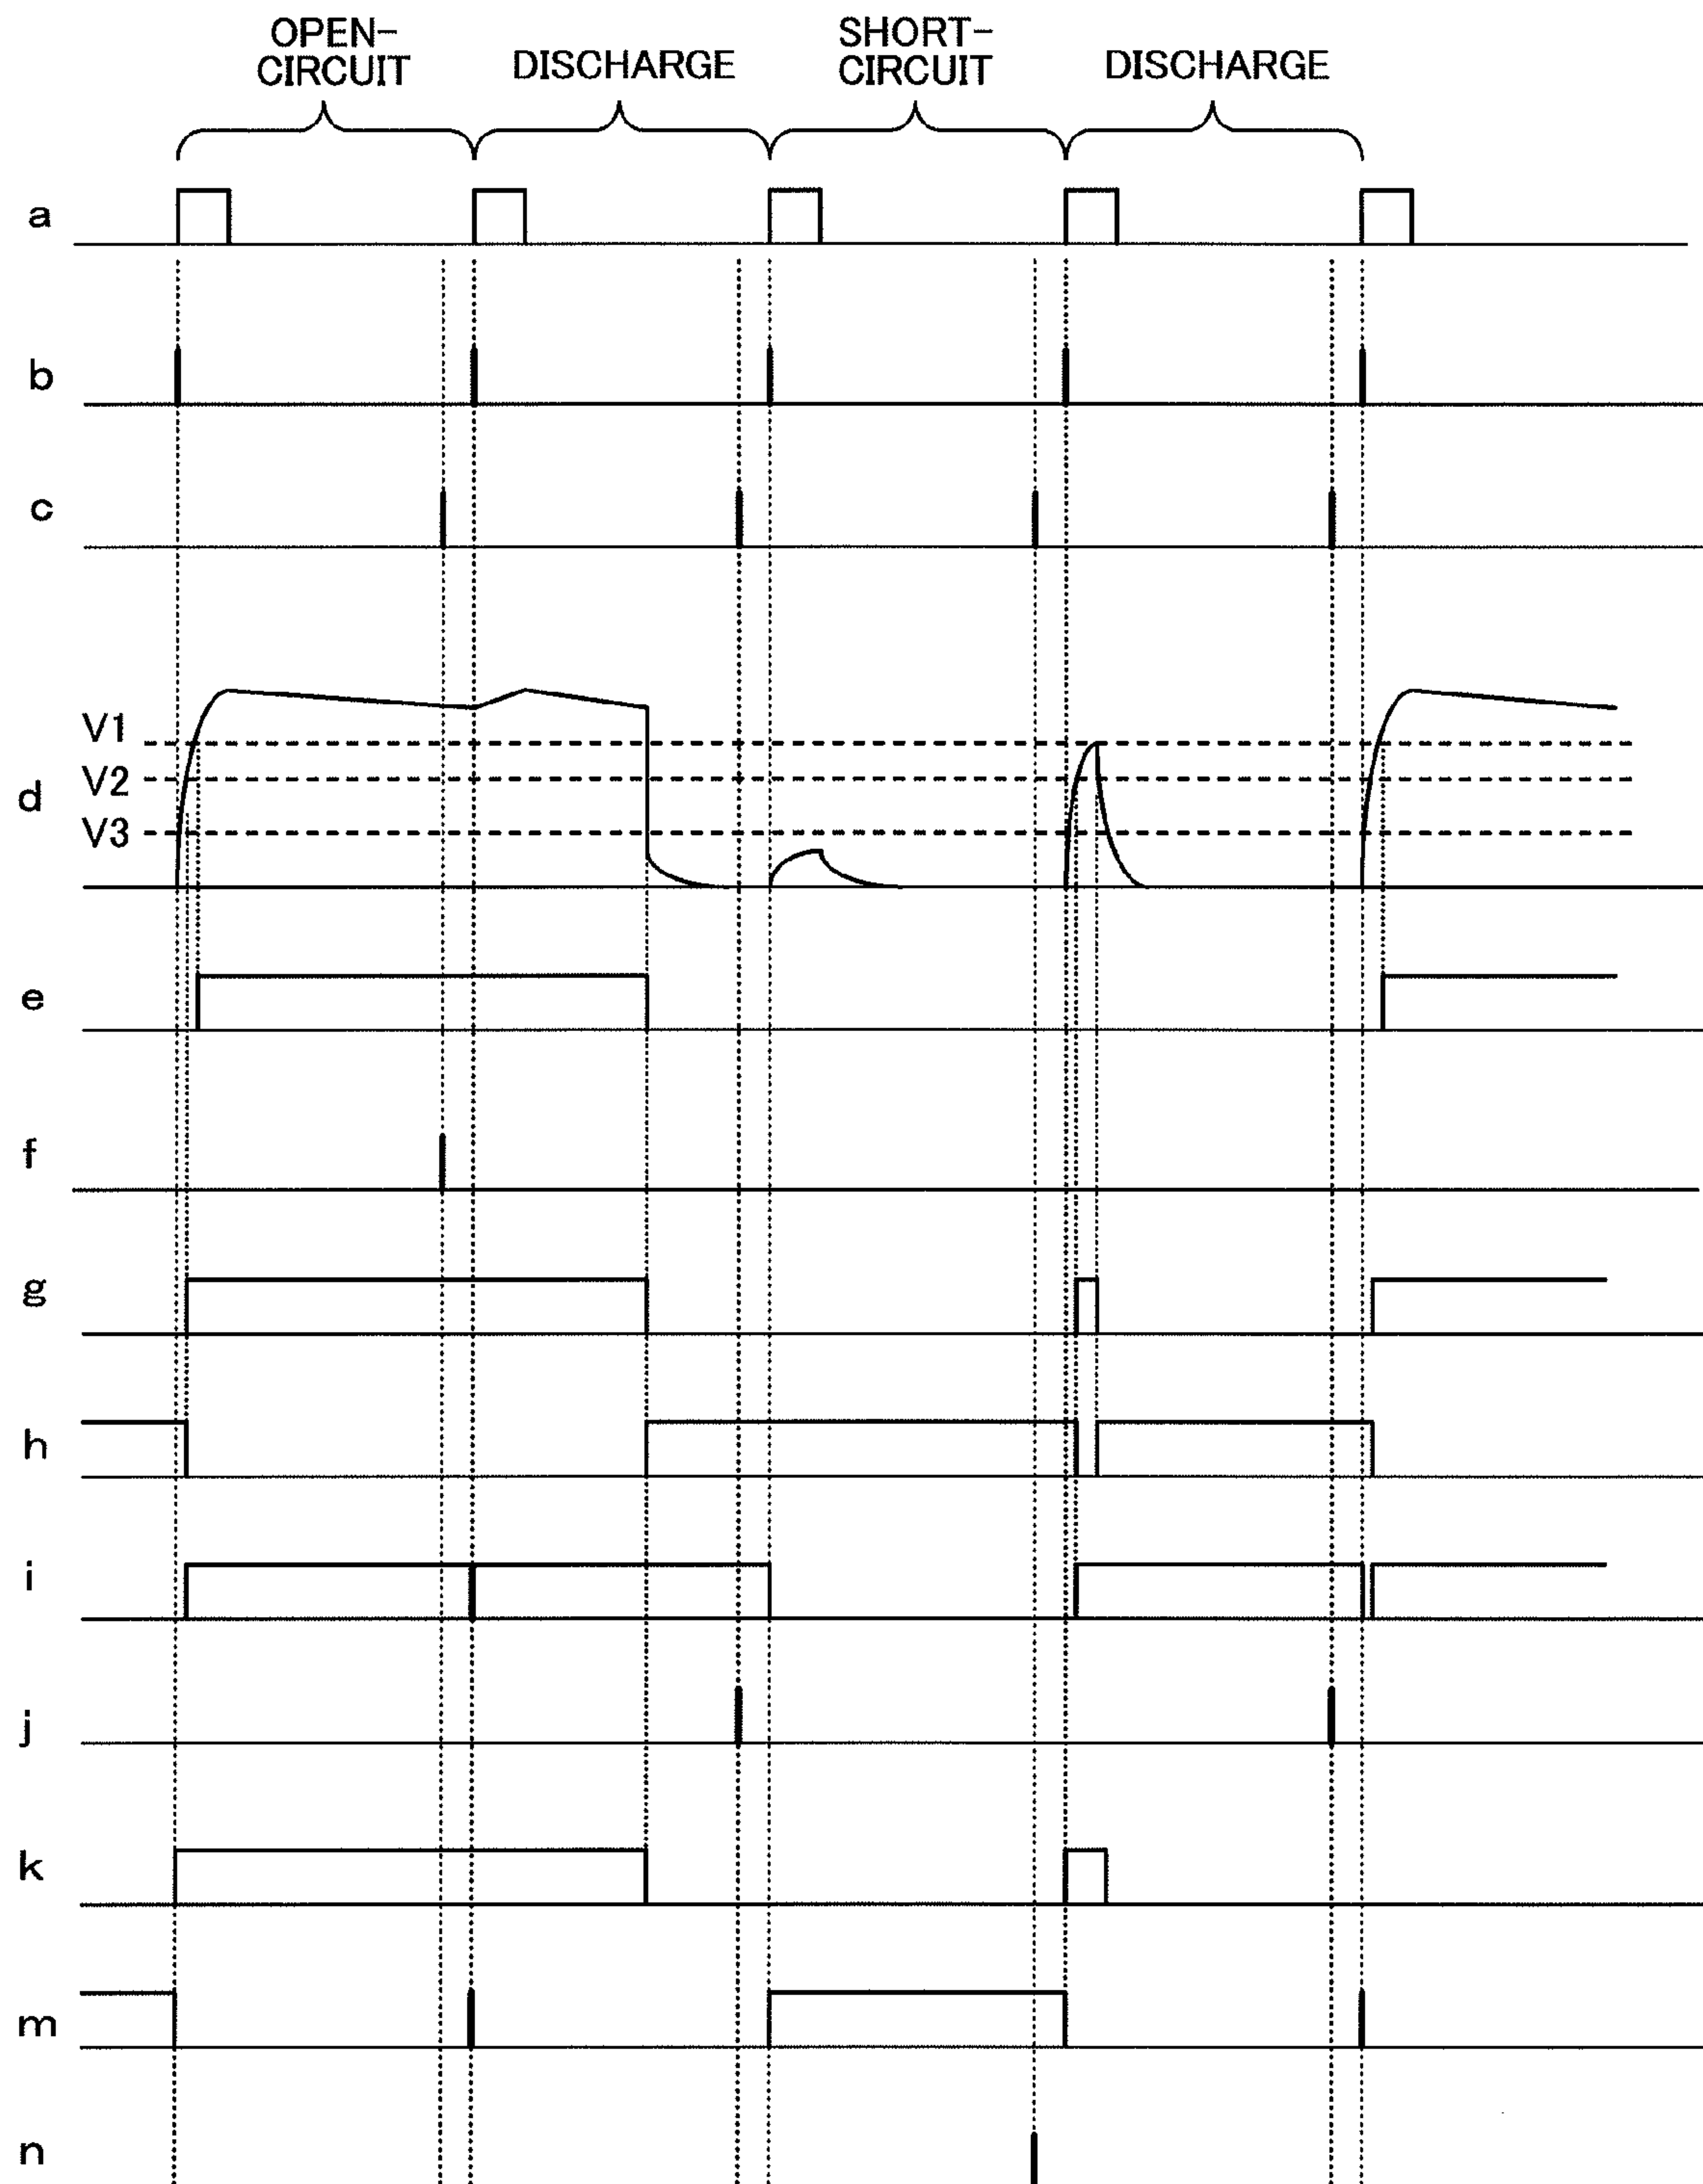 OPEN-
CIRCUIT
DISCHARGE
SHORT-
CIRCUIT
DISCHARGE
a
b
c
V1
V2
d
V3
e
f
g
h
i
j
k
m
n